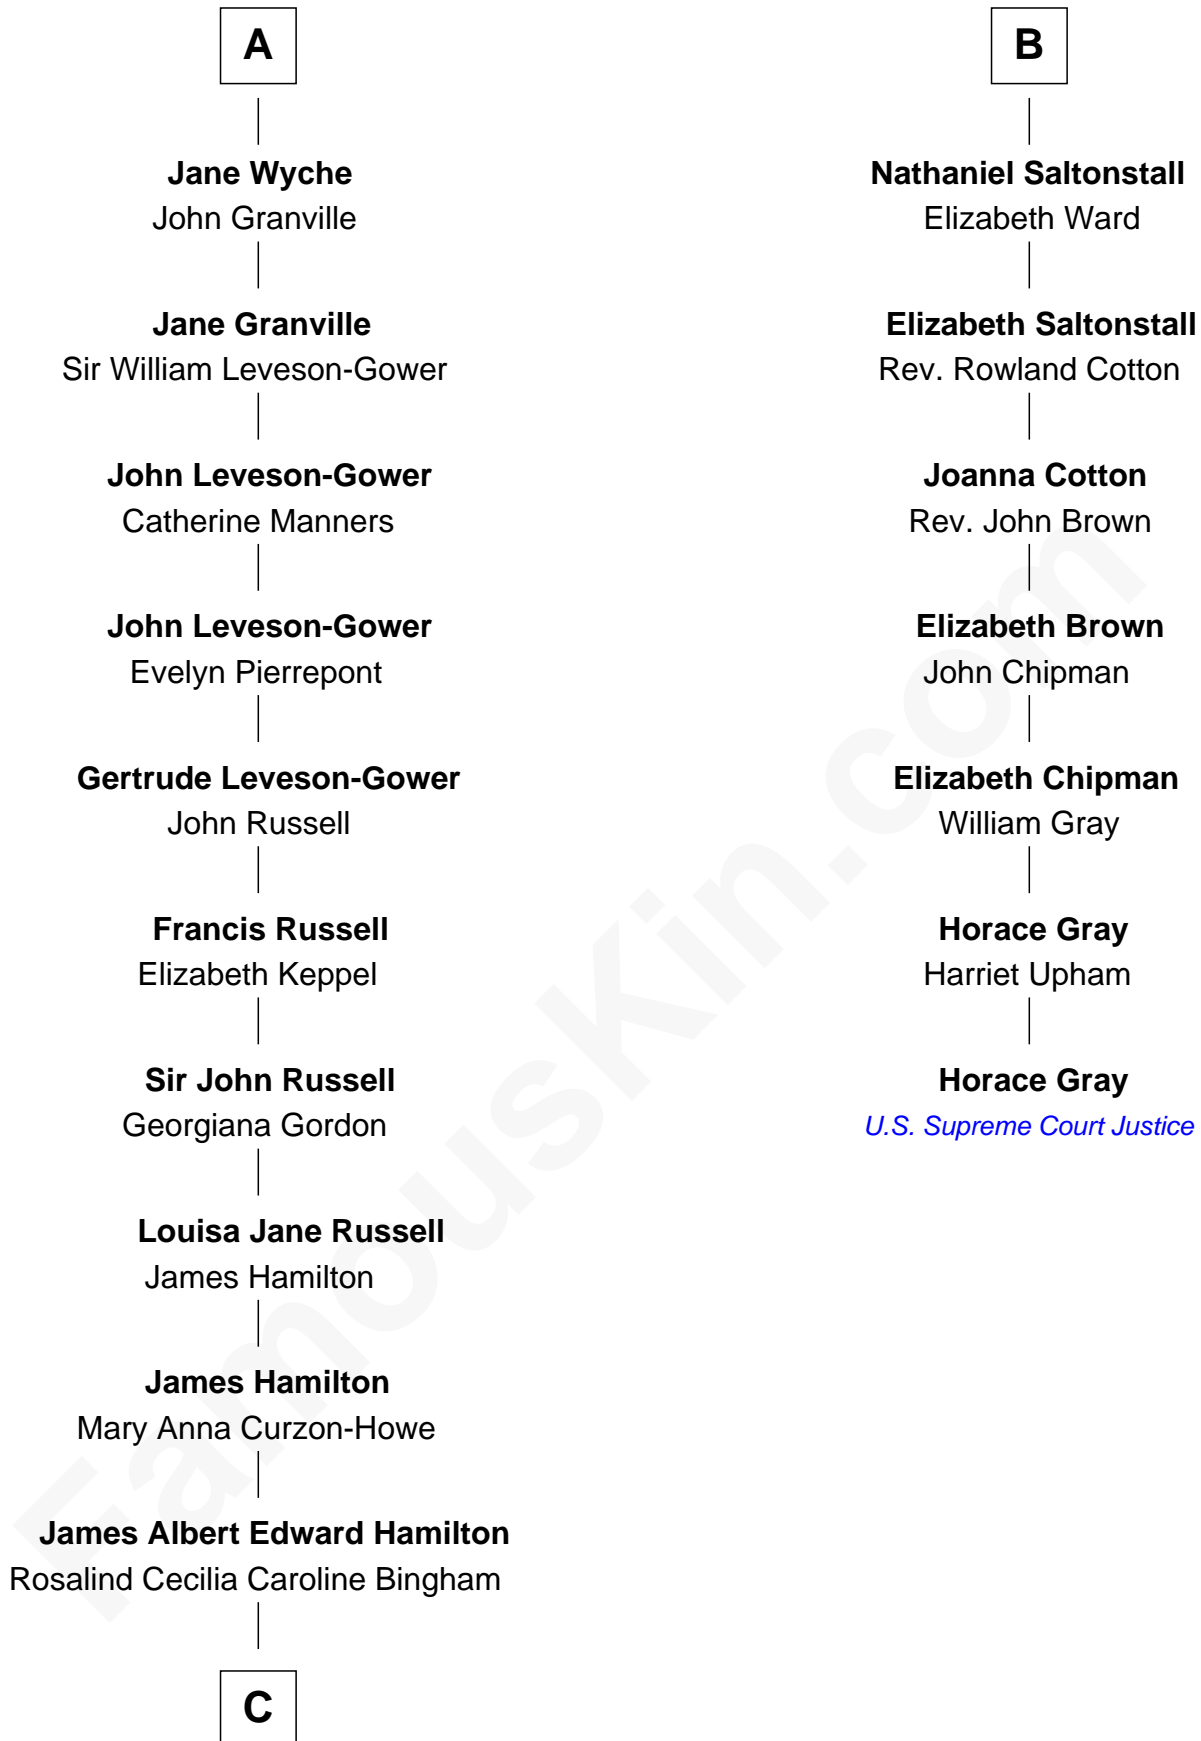 A
Jane Wyche
John Granville
Jane Granville
Sir William Leveson-Gower
John Leveson-Gower
Catherine Manners
John Leveson-Gower
Evelyn Pierrepont
Gertrude Leveson-Gower
John Russell
Francis Russell
Elizabeth Keppel
Sir John Russell
Georgiana Gordon
Louisa Jane Russell
James Hamilton
James Hamilton
Mary Anna Curzon-Howe
James Albert Edward Hamilton
Rosalind Cecilia Caroline Bingham
C
B
Nathaniel Saltonstall
Elizabeth Ward
Elizabeth Saltonstall
Rev. Rowland Cotton
Joanna Cotton
Rev. John Brown
Elizabeth Brown
John Chipman
Elizabeth Chipman
William Gray
Horace Gray
Harriet Upham
Horace Gray
U.S. Supreme Court Justice
FamousKin.com